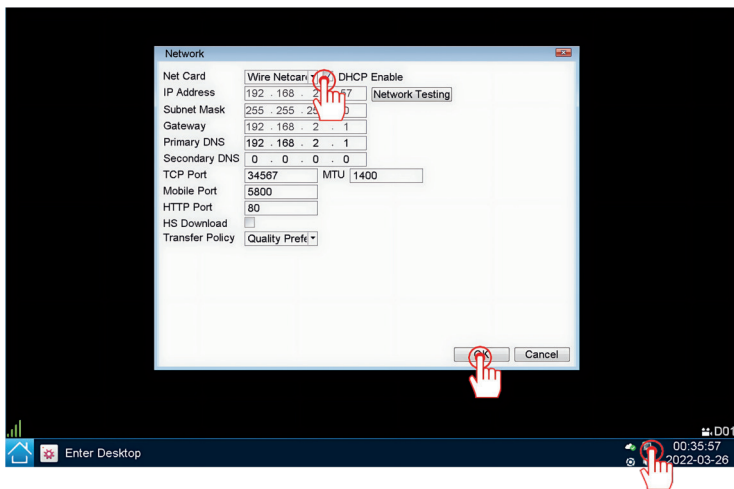 Network
Net Card Wire Netcar DHCP Enable
IP Address 192 . 168 . 2 57 Network Testing
Subnet Mask 255 . 255 . 25 0
Gateway 192 . 168 . 2 . 1
Primary DNS 192 . 168 . 2 . 1
Secondary DNS 0 . 0 . 0 . 0
TCP Port 34567 MTU 1400
Mobile Port 5800
HTTP Port 80
HS Download
Transfer Policy Quality Prefe
OK Cancel
D01
Enter Desktop 00:35:57
2022-03-26